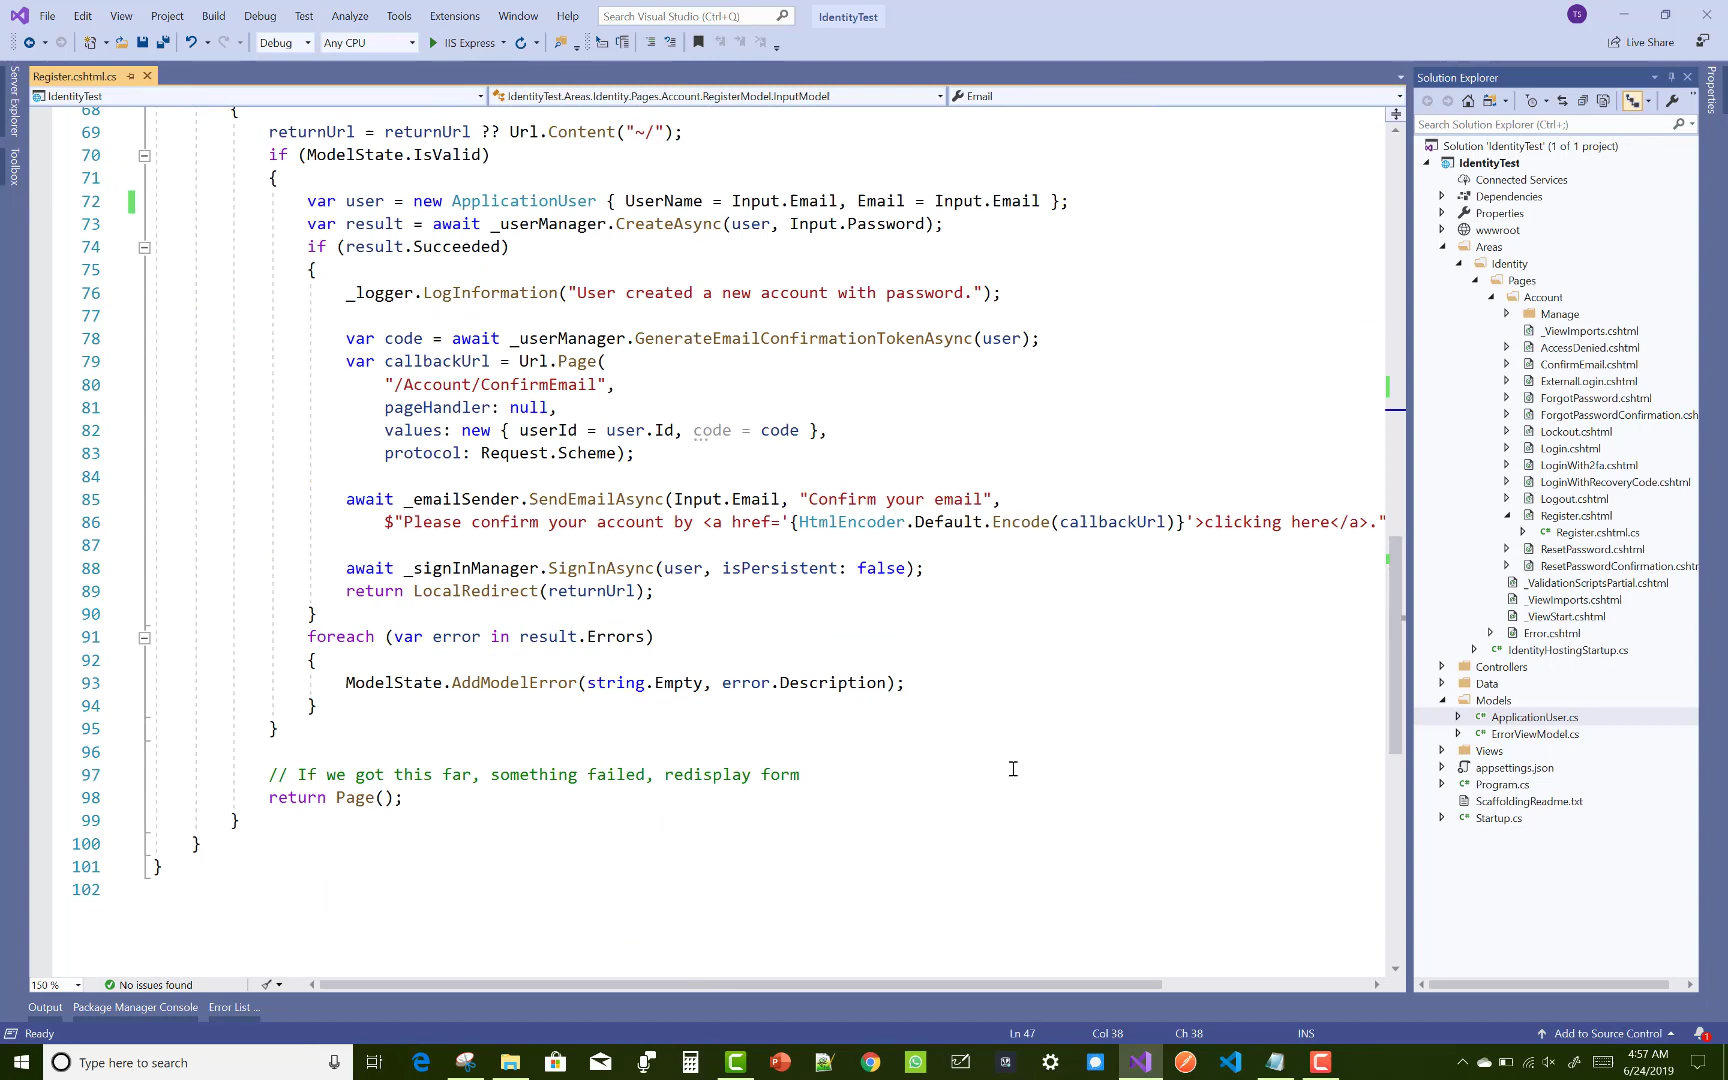 File Edit View Project Build Debug Test Analyze Tools Extensions Window Help Search Visual Studio (Ctrl+Q) IdentityTest TS
Debug Any CPU IIS Express Live Share
Server Explorer
Toolbox
Register.cshtml.cs
IdentityTest IdentityTest.Areas.Identity.Pages.Account.RegisterModel.InputModel Email
68 {
69 returnUrl = returnUrl ?? Url.Content("~/");
70 if (ModelState.IsValid)
71 {
72 var user = new ApplicationUser { UserName = Input.Email, Email = Input.Email };
73 var result = await _userManager.CreateAsync(user, Input.Password);
74 if (result.Succeeded)
75 {
76 _logger.LogInformation("User created a new account with password.");
77
78 var code = await _userManager.GenerateEmailConfirmationTokenAsync(user);
79 var callbackUrl = Url.Page(
80 "/Account/ConfirmEmail",
81 pageHandler: null,
82 values: new { userId = user.Id, code = code },
83 protocol: Request.Scheme);
84
85 await _emailSender.SendEmailAsync(Input.Email, "Confirm your email",
86 $"Please confirm your account by <a href='{HtmlEncoder.Default.Encode(callbackUrl)}'>clicking here</a>."
87
88 await _signInManager.SignInAsync(user, isPersistent: false);
89 return LocalRedirect(returnUrl);
90 }
91 foreach (var error in result.Errors)
92 {
93 ModelState.AddModelError(string.Empty, error.Description);
94 }
95 }
96
97 // If we got this far, something failed, redisplay form
98 return Page();
99 }
100 }
101 }
102
150 % No issues found
Output Package Manager Console Error List ...
Solution Explorer
Search Solution Explorer (Ctrl+;)
Solution 'IdentityTest' (1 of 1 project)
IdentityTest
Connected Services
Dependencies
Properties
wwwroot
Areas
Identity
Pages
Account
Manage
_ViewImports.cshtml
AccessDenied.cshtml
ConfirmEmail.cshtml
ExternalLogin.cshtml
ForgotPassword.cshtml
ForgotPasswordConfirmation.csh
Lockout.cshtml
Login.cshtml
LoginWith2fa.cshtml
LoginWithRecoveryCode.cshtml
Logout.cshtml
Register.cshtml
Register.cshtml.cs
ResetPassword.cshtml
ResetPasswordConfirmation.cshtr
_ValidationScriptsPartial.cshtml
_ViewImports.cshtml
_ViewStart.cshtml
Error.cshtml
IdentityHostingStartup.cs
Controllers
Data
Models
ApplicationUser.cs
ErrorViewModel.cs
Views
appsettings.json
Program.cs
ScaffoldingReadme.txt
Startup.cs
Properties
Ready Ln 47 Col 38 Ch 38 INS Add to Source Control 1
Type here to search
4:57 AM
6/24/2019